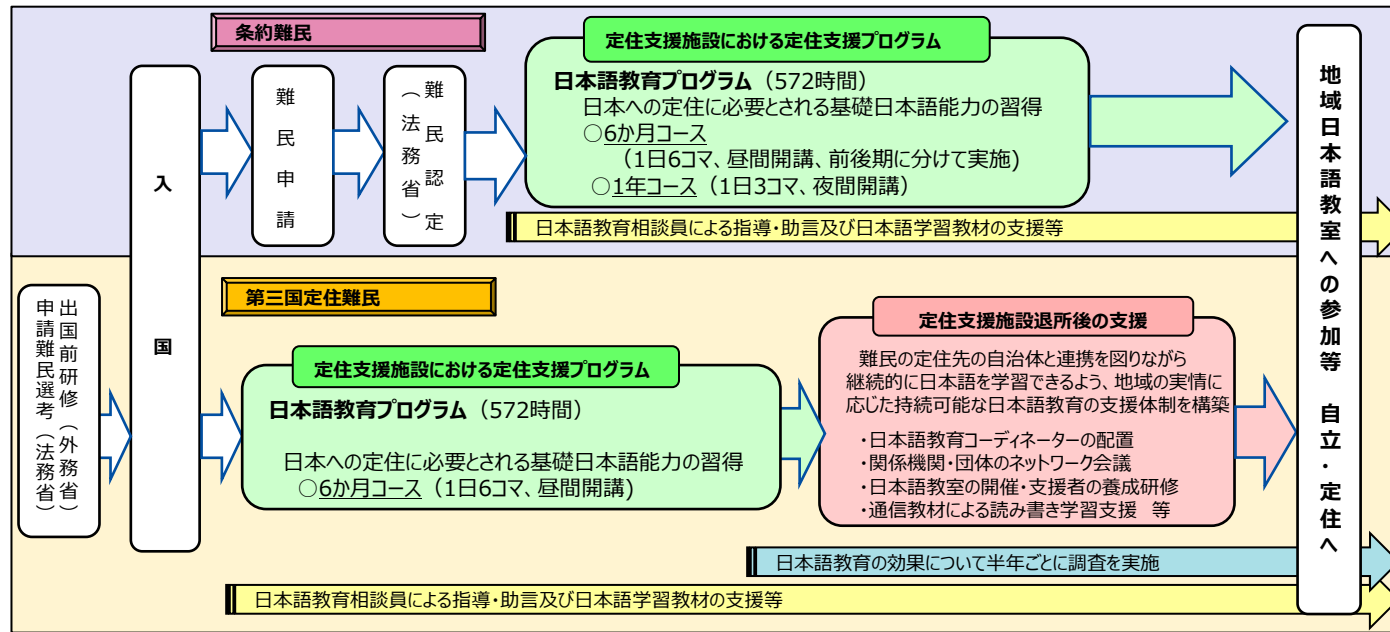 条約難民
入国
難民申請
難民認定
（法務省）
定住支援施設における定住支援プログラム
日本語教育プログラム（572時間）
日本への定住に必要とされる基礎日本語能力の習得
○6か月コース
（1日6コマ、昼間開講、前後期に分けて実施)
○1年コース（1日3コマ、夜間開講）
日本語教育相談員による指導・助言及び日本語学習教材の支援等
地域日本語教室への参加等　自立・定住へ
第三国定住難民
出国前研修（外務省）
申請難民選考（法務省）
定住支援施設における定住支援プログラム
日本語教育プログラム（572時間）
日本への定住に必要とされる基礎日本語能力の習得
○6か月コース（1日6コマ、昼間開講)
定住支援施設退所後の支援
難民の定住先の自治体と連携を図りながら
継続的に日本語を学習できるよう、地域の実情に
応じた持続可能な日本語教育の支援体制を構築
・日本語教育コーディネーターの配置
・関係機関・団体のネットワーク会議
・日本語教室の開催・支援者の養成研修
・通信教材による読み書き学習支援　等
日本語教育の効果について半年ごとに調査を実施
日本語教育相談員による指導・助言及び日本語学習教材の支援等